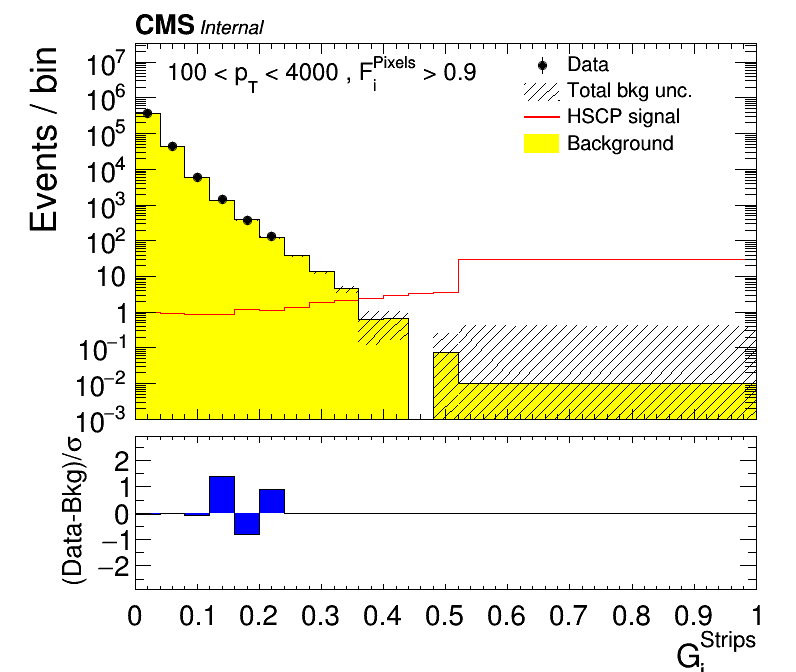 CMS Internal
100 < p_T < 4000 , F_i^Pixels > 0.9
Data
Total bkg unc.
HSCP signal
Background
Events / bin
10^7
10^6
10^5
10^4
10^3
10^2
10
1
10^−1
10^−2
10^−3
(Data-Bkg)/σ
2
1
0
−1
−2
0 0.1 0.2 0.3 0.4 0.5 0.6 0.7 0.8 0.9 1
G_i^Strips